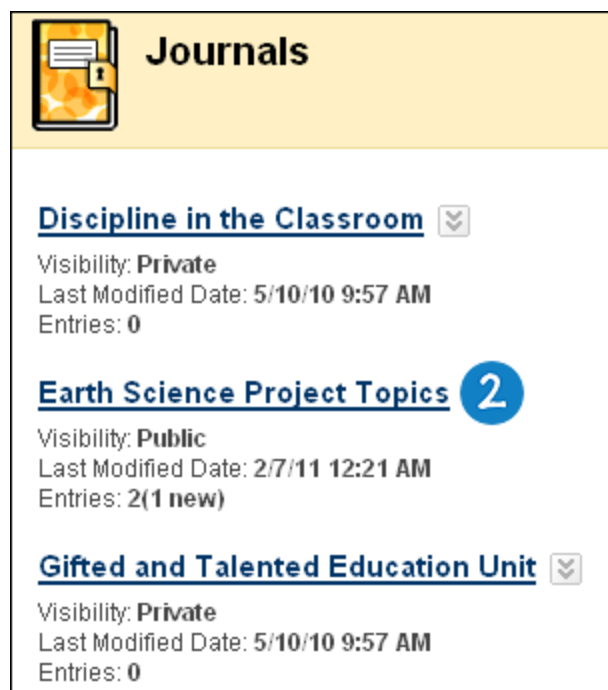 Journals
Discipline in the Classroom
Visibility: Private
Last Modified Date: 5/10/10 9:57 AM
Entries: 0
Earth Science Project Topics 2
Visibility: Public
Last Modified Date: 2/7/11 12:21 AM
Entries: 2(1 new)
Gifted and Talented Education Unit
Visibility: Private
Last Modified Date: 5/10/10 9:57 AM
Entries: 0